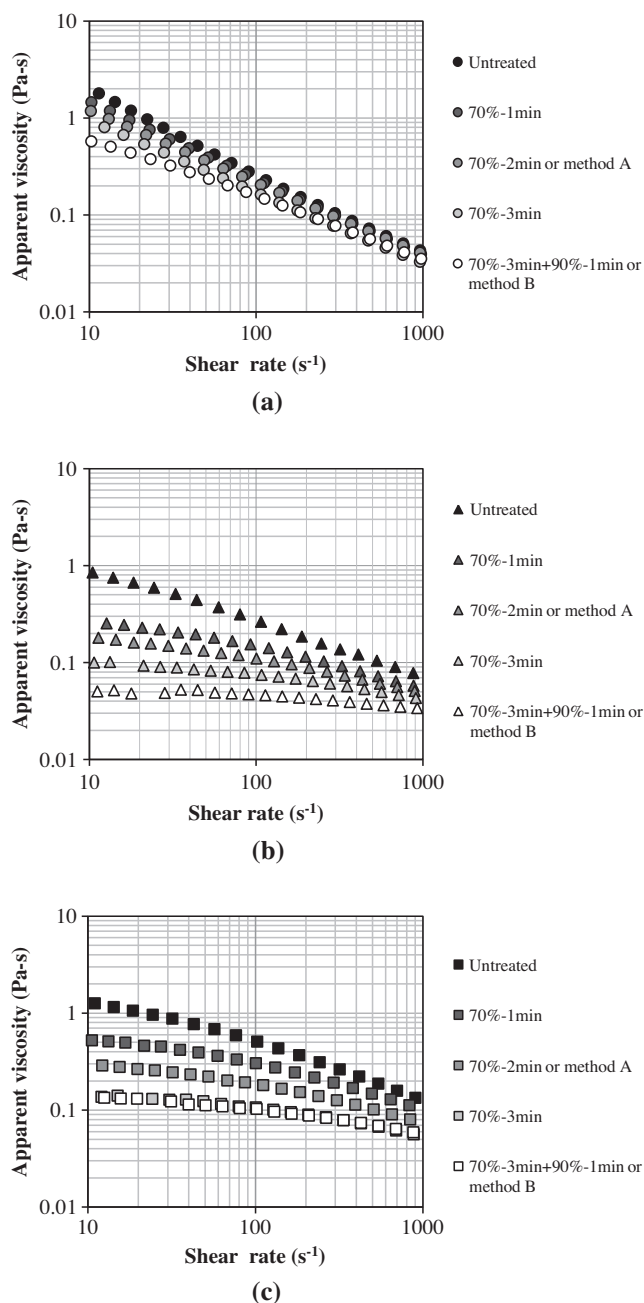 10
1
0.1
0.01
Apparent viscosity (Pa-s)
10
100
1000
Shear rate (s⁻¹)
Untreated
70%-1min
70%-2min or method A
70%-3min
70%-3min+90%-1min or
method B
(a)
10
1
0.1
0.01
Apparent viscosity (Pa-s)
10
100
1000
Shear rate (s⁻¹)
Untreated
70%-1min
70%-2min or method A
70%-3min
70%-3min+90%-1min or
method B
(b)
10
1
0.1
0.01
Apparent viscosity (Pa-s)
10
100
1000
Shear rate (s⁻¹)
Untreated
70%-1min
70%-2min or method A
70%-3min
70%-3min+90%-1min or
method B
(c)